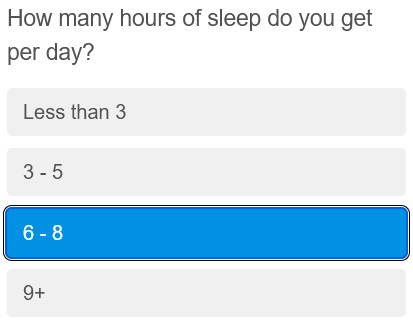 How many hours of sleep do you get
per day?
Less than 3
3 - 5
6 - 8
9+